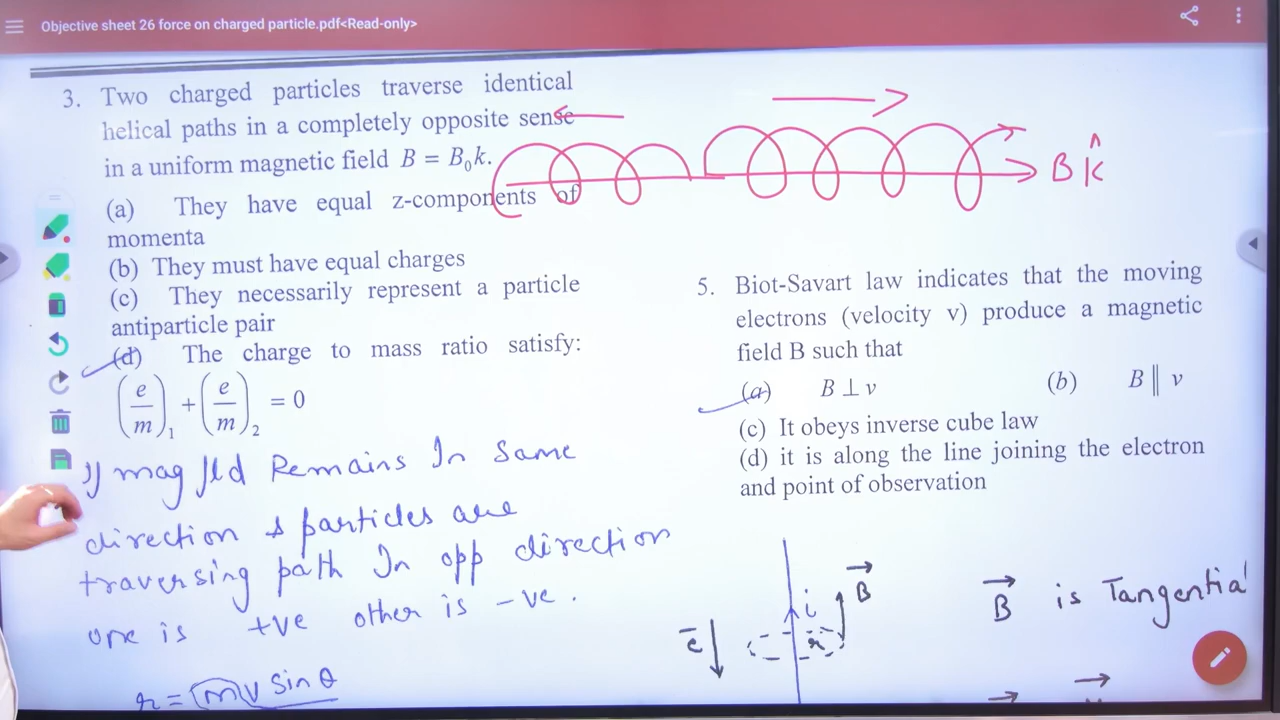 Objective sheet 26 force on charged particle.pdf<Read-only>
3. Two charged particles traverse identical
helical paths in a completely opposite sense
in a uniform magnetic field B = B₀k.
(a) They have equal z-components of
momenta
(b) They must have equal charges
(c) They necessarily represent a particle
antiparticle pair
(d) The charge to mass ratio satisfy:
(e/m)₁ + (e/m)₂ = 0
If mag fld Remains In Same
direction & particles are
traversing path In opp direction
one is +ve other is -ve.
r = mv sin θ
B k̂
5. Biot-Savart law indicates that the moving
electrons (velocity v) produce a magnetic
field B such that
(a) B ⊥ v (b) B ∥ v
(c) It obeys inverse cube law
(d) it is along the line joining the electron
and point of observation
e̅ i r B⃗
B⃗ is Tangential